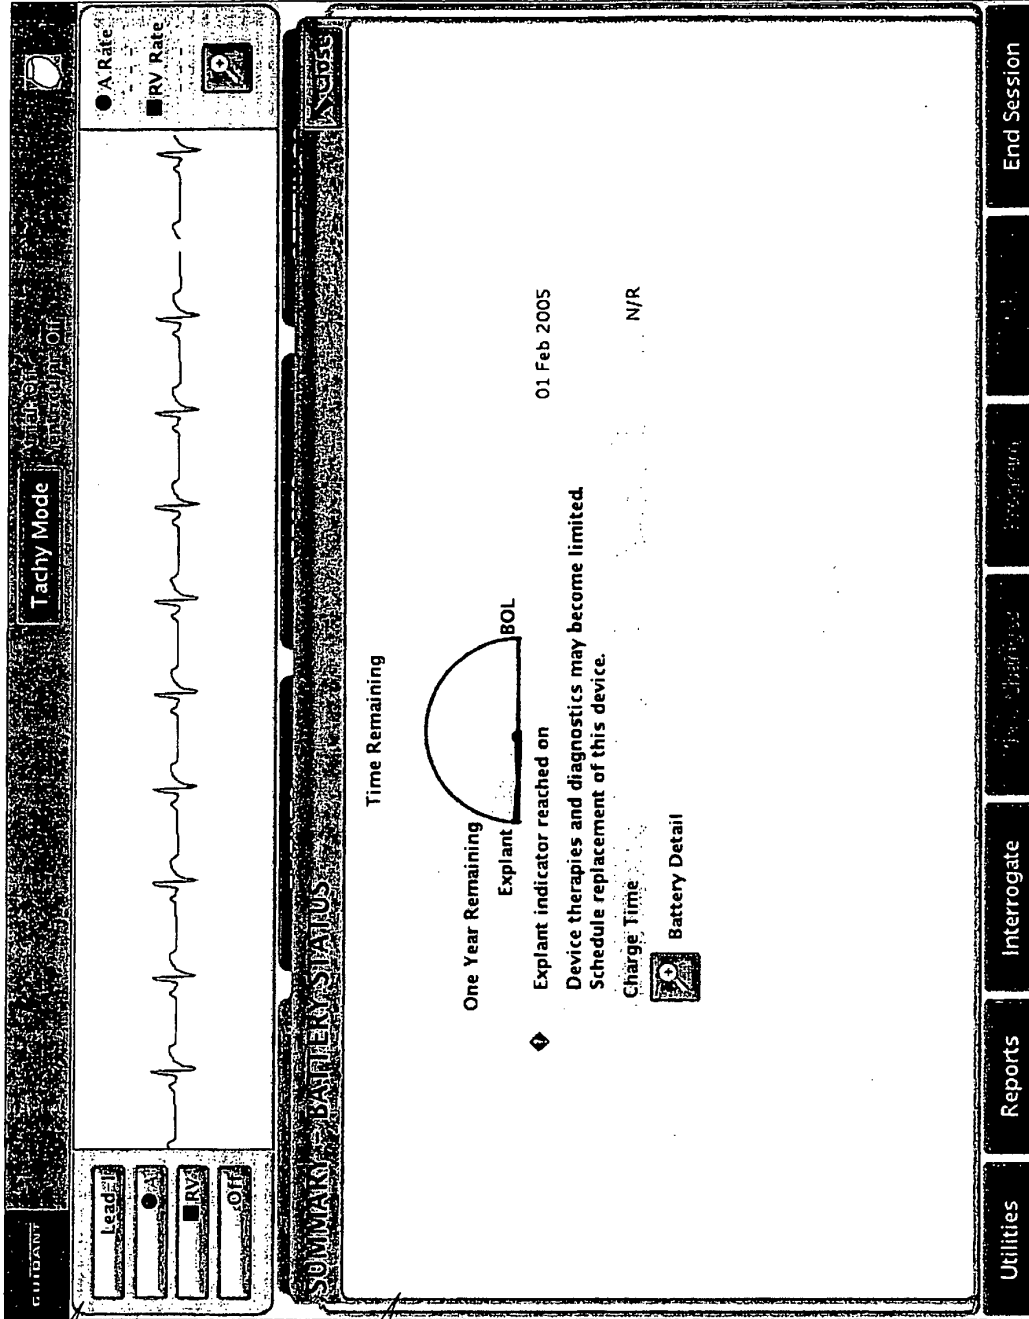 GUIDANT
Tachy Mode
Lead I
A
RV
Off
A Rate
- - -
RV Rate
- - -
Close
SUMMARY - BATTERY STATUS
Time Remaining
One Year Remaining
Explant
BOL
Explant indicator reached on 01 Feb 2005
Device therapies and diagnostics may become limited.
Schedule replacement of this device.
Charge Time N/R
Battery Detail
Utilities
Reports
Interrogate
End Session